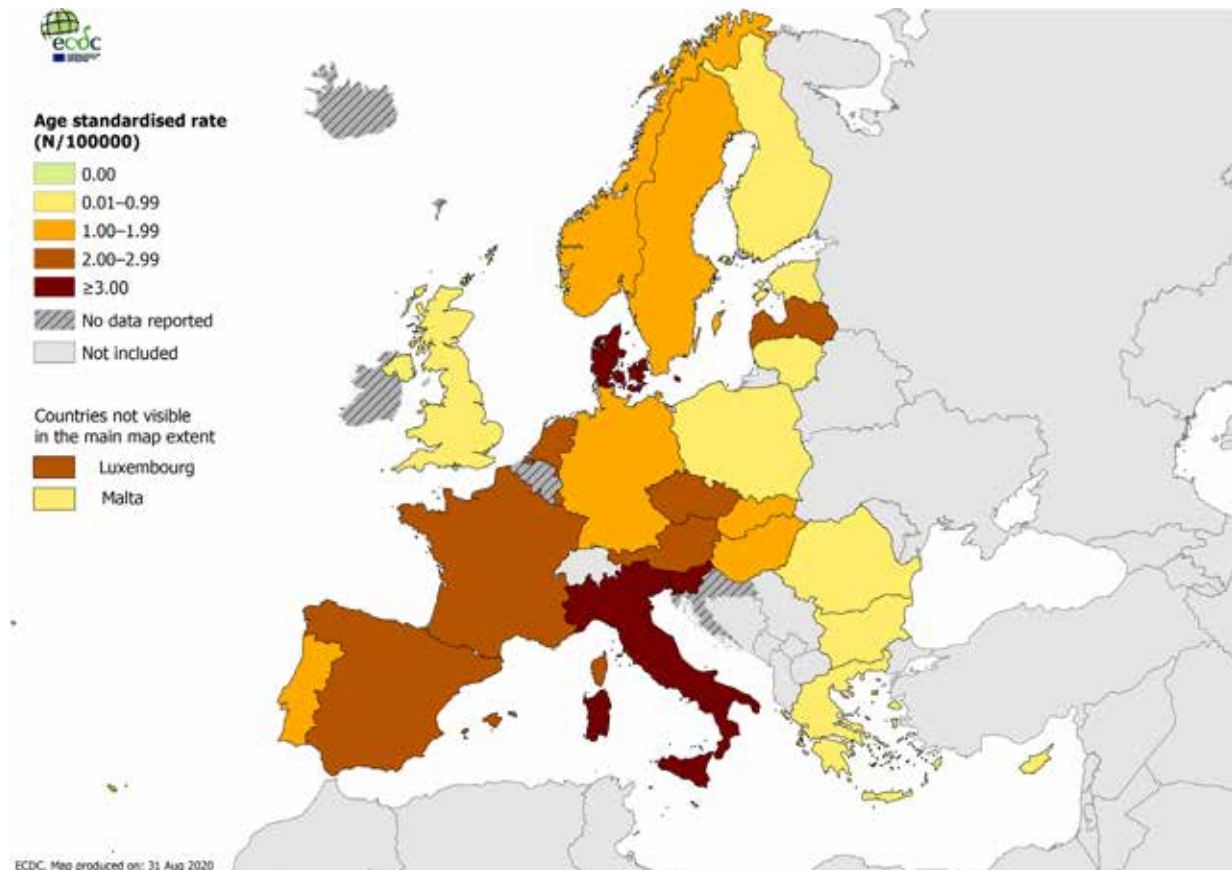 ecdc
Age standardised rate
(N/100000)
0.00
0.01–0.99
1.00–1.99
2.00–2.99
≥3.00
No data reported
Not included
Countries not visible
in the main map extent
Luxembourg
Malta
ECDC. Map produced on: 31 Aug 2020